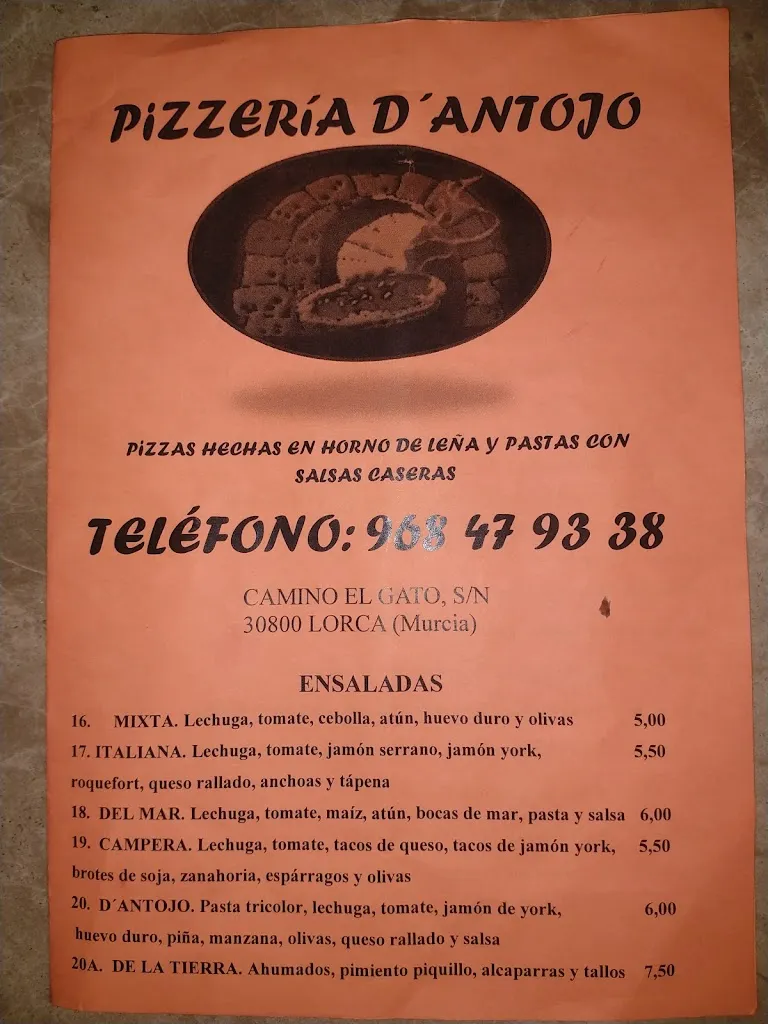 PiZZERíA D´ANTOJO
PiZZAS HECHAS EN HORNO DE LEÑA Y PASTAS CON
SALSAS CASERAS
TELÉFONO: 968 47 93 38
CAMINO EL GATO, S/N
30800 LORCA (Murcia)
ENSALADAS
16. MIXTA. Lechuga, tomate, cebolla, atún, huevo duro y olivas 5,00
17. ITALIANA. Lechuga, tomate, jamón serrano, jamón york, 5,50
roquefort, queso rallado, anchoas y tápena
18. DEL MAR. Lechuga, tomate, maíz, atún, bocas de mar, pasta y salsa 6,00
19. CAMPERA. Lechuga, tomate, tacos de queso, tacos de jamón york, 5,50
brotes de soja, zanahoria, espárragos y olivas
20. D´ANTOJO. Pasta tricolor, lechuga, tomate, jamón de york, 6,00
huevo duro, piña, manzana, olivas, queso rallado y salsa
20A. DE LA TIERRA. Ahumados, pimiento piquillo, alcaparras y tallos 7,50